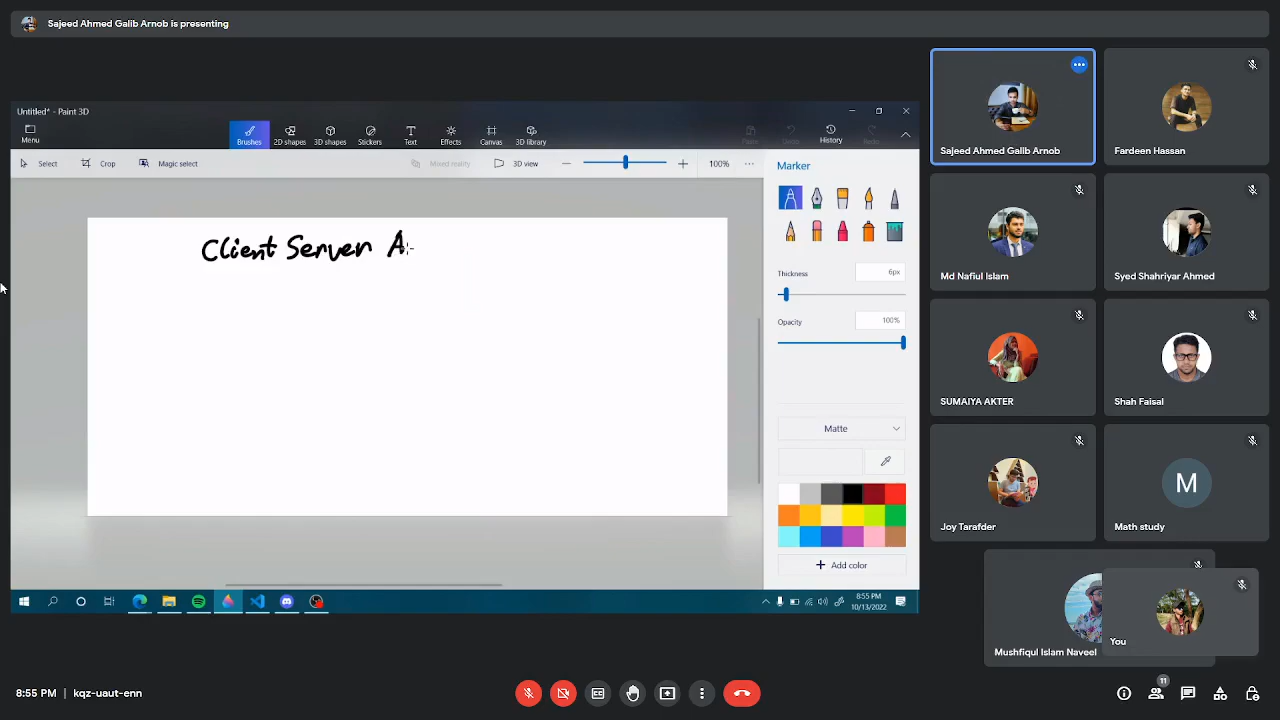 Sajeed Ahmed Galib Arnob is presenting
Untitled* - Paint 3D
Menu
Brushes
2D shapes
3D shapes
Stickers
Text
Effects
Canvas
3D library
Paste
Undo
History
Redo
Select
Crop
Magic select
Mixed reality
3D view
100%
Marker
Client Server A
Thickness
6px
Opacity
100%
Matte
Add color
8:55 PM
10/13/2022
Sajeed Ahmed Galib Arnob
Fardeen Hassan
Md Nafiul Islam
Syed Shahriyar Ahmed
SUMAIYA AKTER
Shah Faisal
Joy Tarafder
M
Math study
Mushfiqul Islam Naveel
You
8:55 PM | kqz-uaut-enn
11